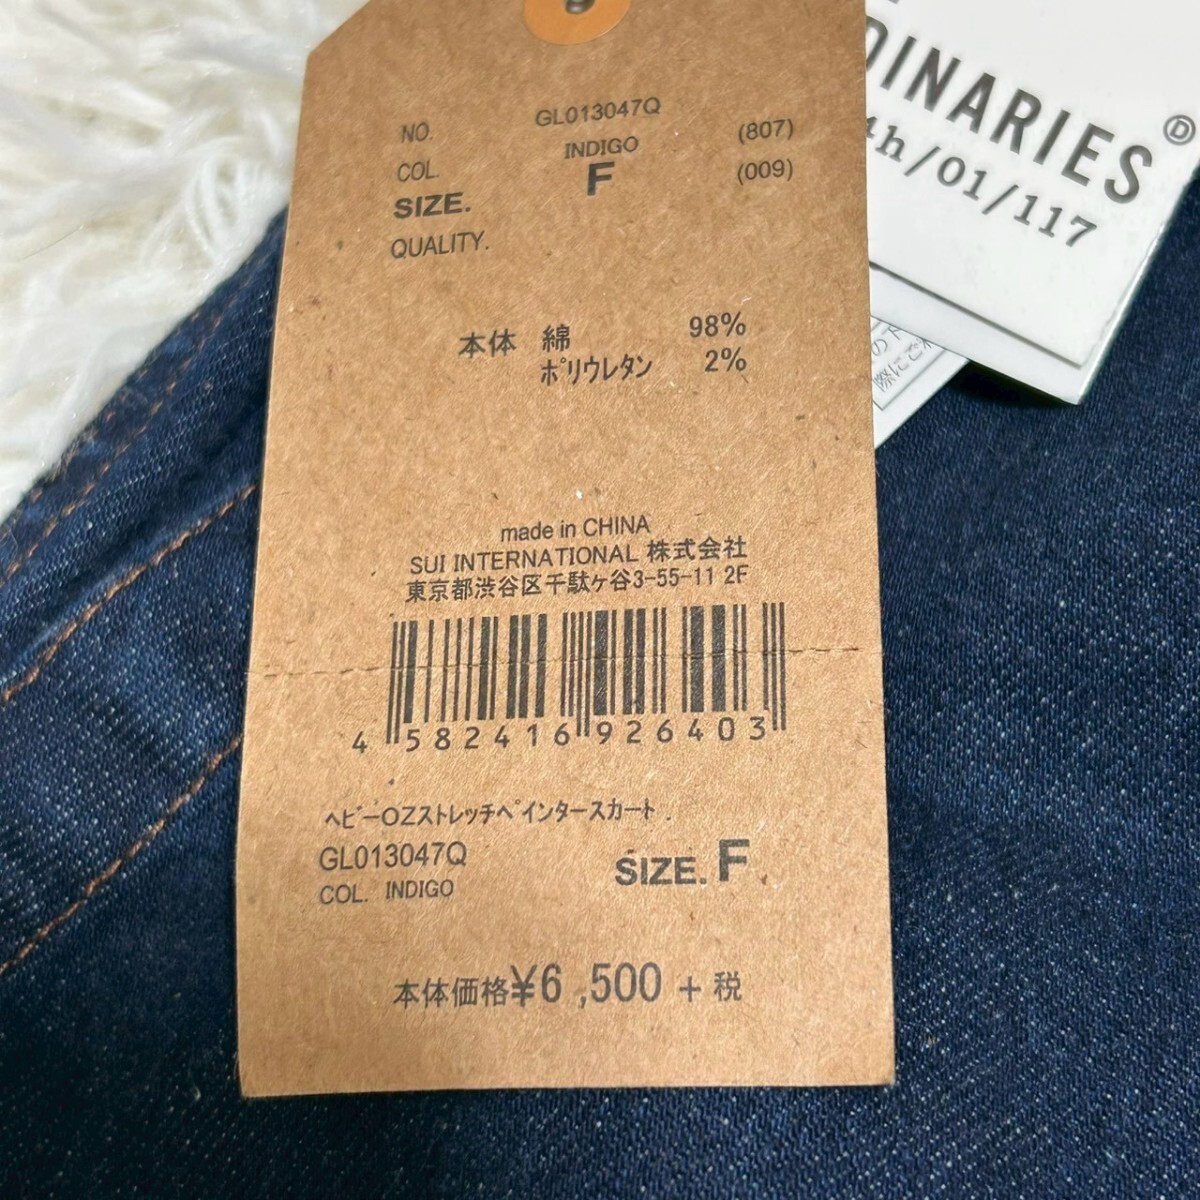 NO. GL013047Q (807)
COL. INDIGO (009)
SIZE. F
QUALITY.
本体 綿 98%
ポリウレタン 2%
made in CHINA
SUI INTERNATIONAL 株式会社
東京都渋谷区千駄ヶ谷3-55-11 2F
4 582416 926403
ヘビーOZストレッチペインタースカート
GL013047Q
SIZE. F
COL. INDIGO
本体価格¥6,500 + 税
DINARIES Ⓓ
4h/01/117
際にご